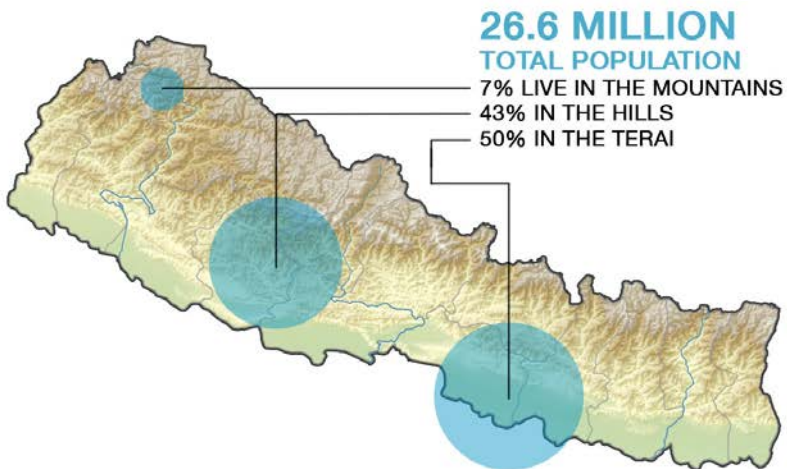 26.6 MILLION
TOTAL POPULATION
7% LIVE IN THE MOUNTAINS
43% IN THE HILLS
50% IN THE TERAI